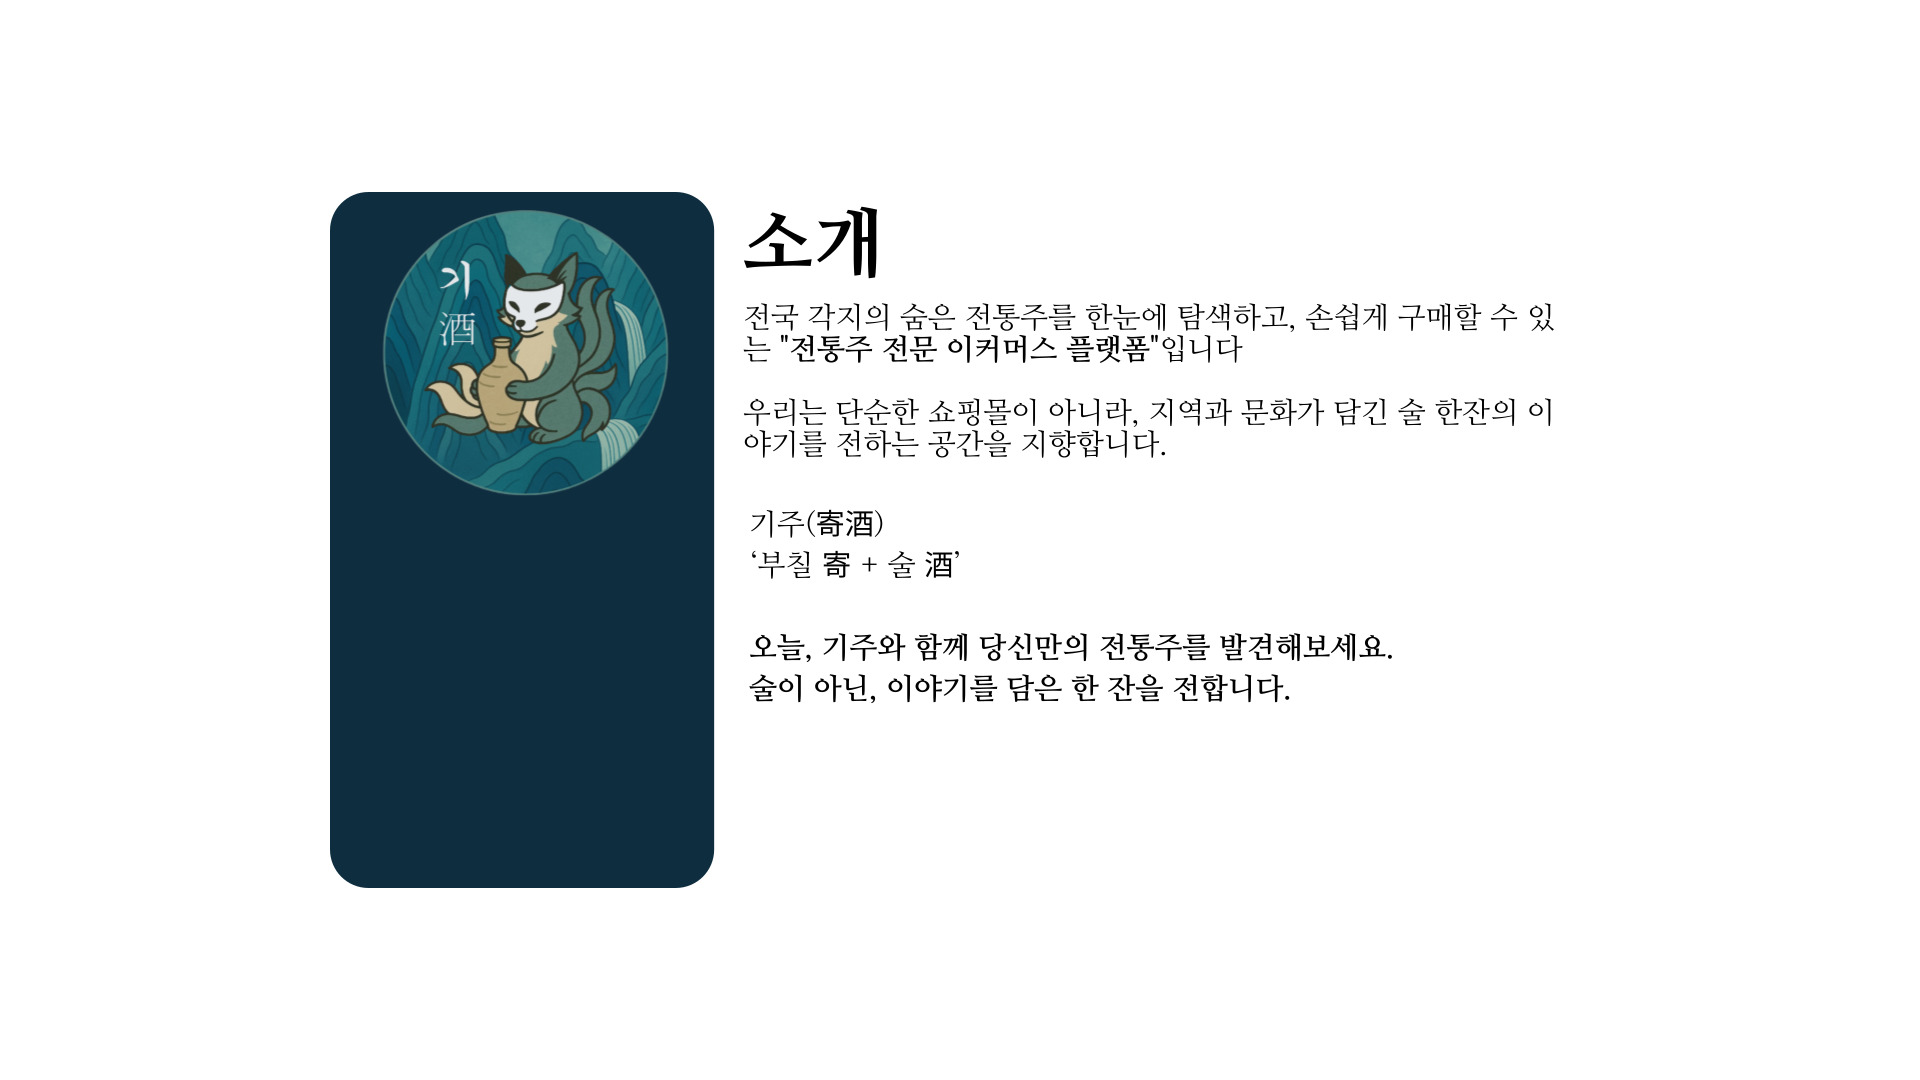 기
酒
소개
전국 각지의 숨은 전통주를 한눈에 탐색하고, 손쉽게 구매할 수 있
는 "전통주 전문 이커머스 플랫폼"입니다
우리는 단순한 쇼핑몰이 아니라, 지역과 문화가 담긴 술 한잔의 이
야기를 전하는 공간을 지향합니다.
기주(寄酒)
‘부칠 寄 + 술 酒’
오늘, 기주와 함께 당신만의 전통주를 발견해보세요.
술이 아닌, 이야기를 담은 한 잔을 전합니다.